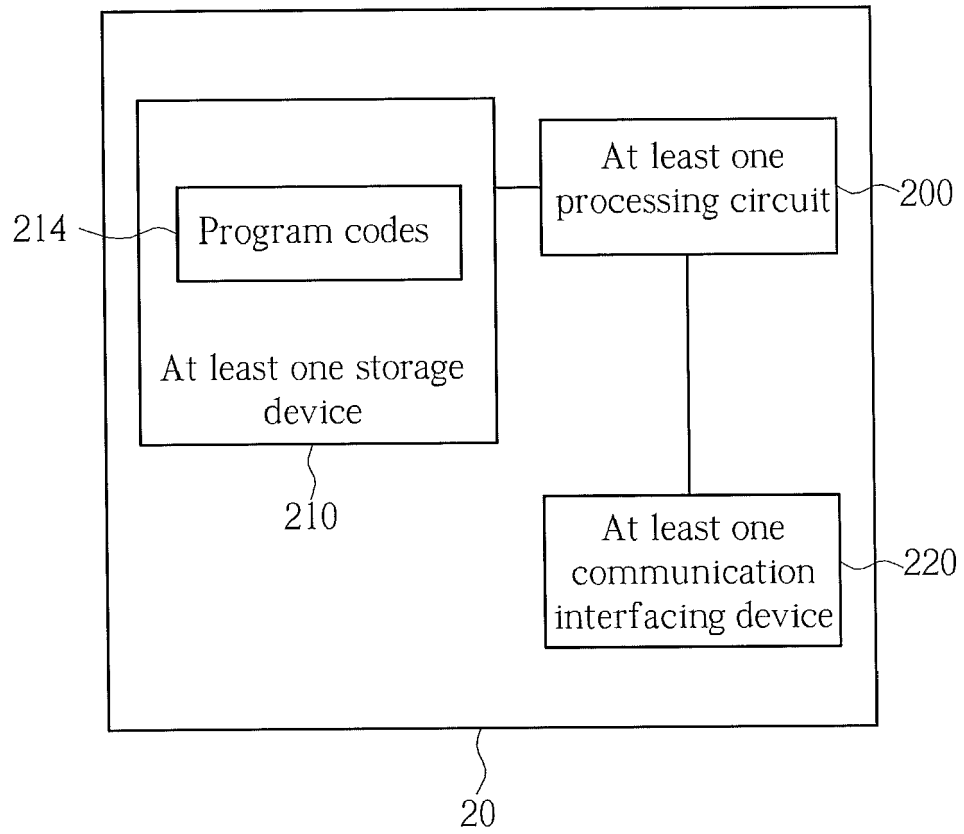 At least one
processing circuit
200
214
Program codes
At least one storage
device
210
At least one
communication
interfacing device
220
20